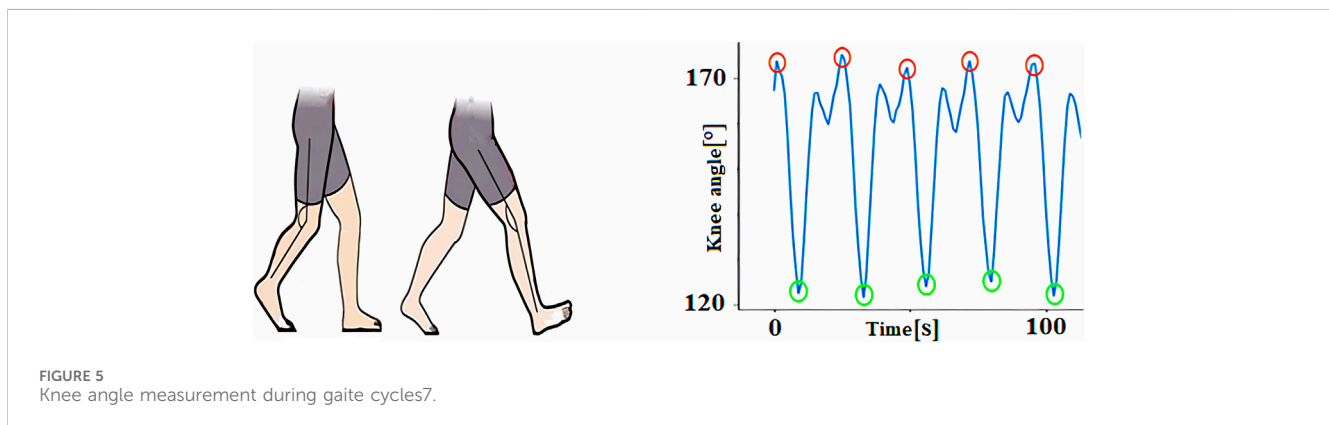 170
Knee angle[°]
120
0
Time[S]
100
FIGURE 5
Knee angle measurement during gaite cycles7.